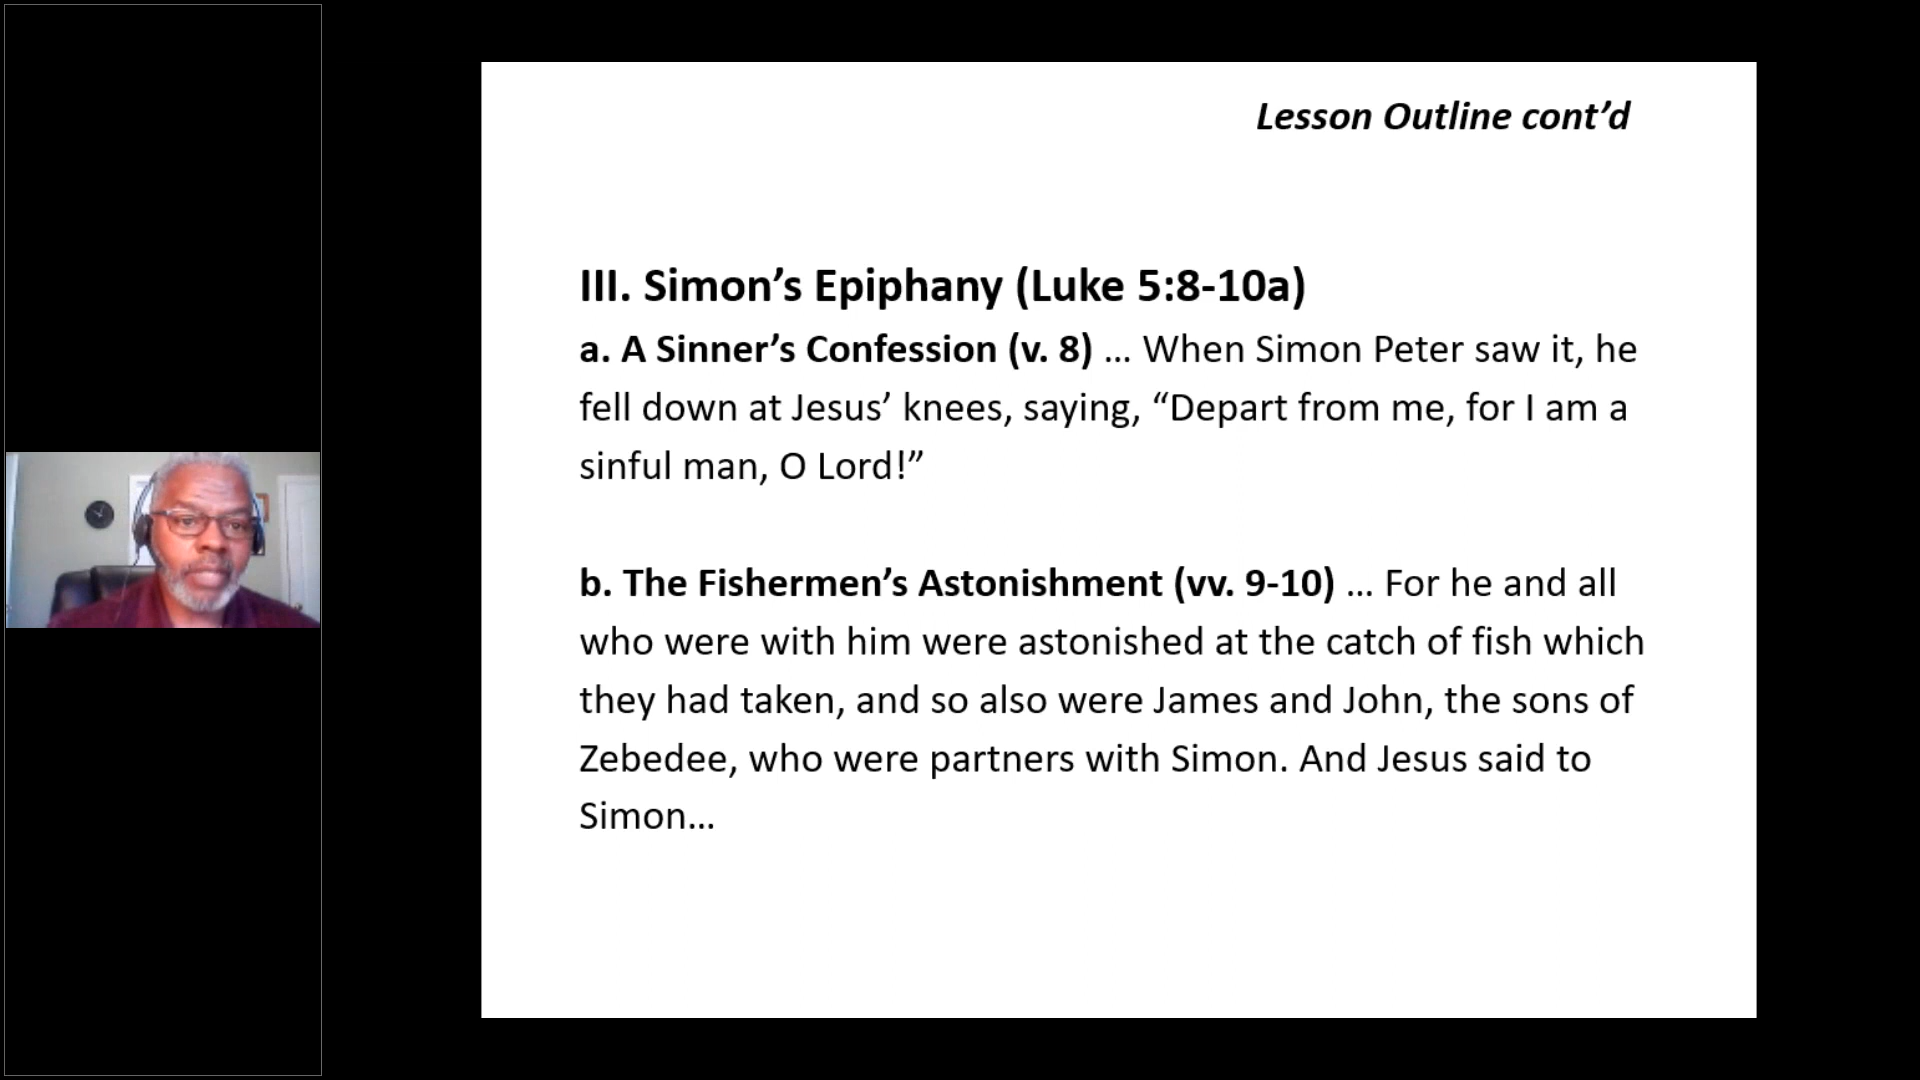 Lesson Outline cont’d
III. Simon’s Epiphany (Luke 5:8-10a)
a. A Sinner’s Confession (v. 8) ... When Simon Peter saw it, he
fell down at Jesus’ knees, saying, “Depart from me, for I am a
sinful man, O Lord!”
b. The Fishermen’s Astonishment (vv. 9-10) ... For he and all
who were with him were astonished at the catch of fish which
they had taken, and so also were James and John, the sons of
Zebedee, who were partners with Simon. And Jesus said to
Simon...